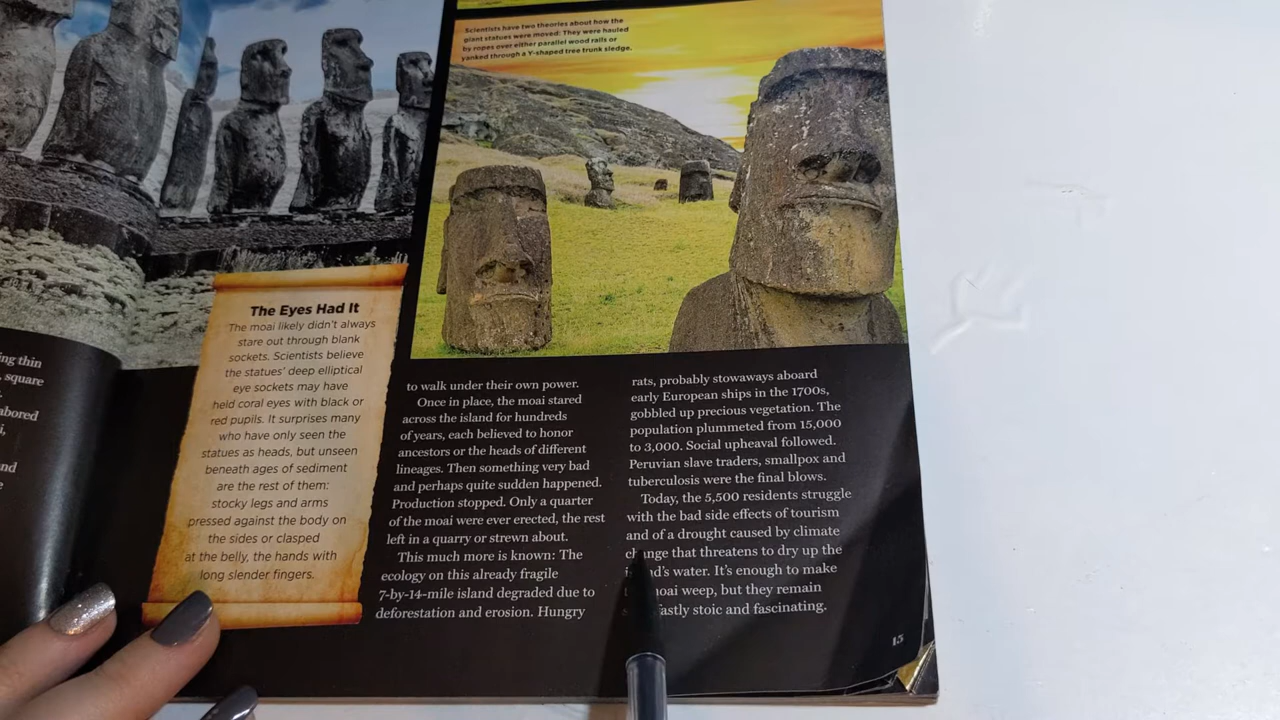 ing thin
square
abored
nd
The Eyes Had It
The moai likely didn't always
stare out through blank
sockets. Scientists believe
the statues' deep elliptical
eye sockets may have
held coral eyes with black or
red pupils. It surprises many
who have only seen the
statues as heads, but unseen
beneath ages of sediment
are the rest of them:
stocky legs and arms
pressed against the body on
the sides or clasped
at the belly, the hands with
long slender fingers.
Scientists have two theories about how the
giant statues were moved: They were hauled
by ropes over either parallel wood rails or
yanked through a Y-shaped tree trunk sledge.
to walk under their own power.
Once in place, the moai stared
across the island for hundreds
of years, each believed to honor
ancestors or the heads of different
lineages. Then something very bad
and perhaps quite sudden happened.
Production stopped. Only a quarter
of the moai were ever erected, the rest
left in a quarry or strewn about.
This much more is known: The
ecology on this already fragile
7-by-14-mile island degraded due to
deforestation and erosion. Hungry
rats, probably stowaways aboard
early European ships in the 1700s,
gobbled up precious vegetation. The
population plummeted from 15,000
to 3,000. Social upheaval followed.
Peruvian slave traders, smallpox and
tuberculosis were the final blows.
Today, the 5,500 residents struggle
with the bad side effects of tourism
and of a drought caused by climate
change that threatens to dry up the
water. It's enough to make
moai weep, but they remain
stoic and fascinating.
15